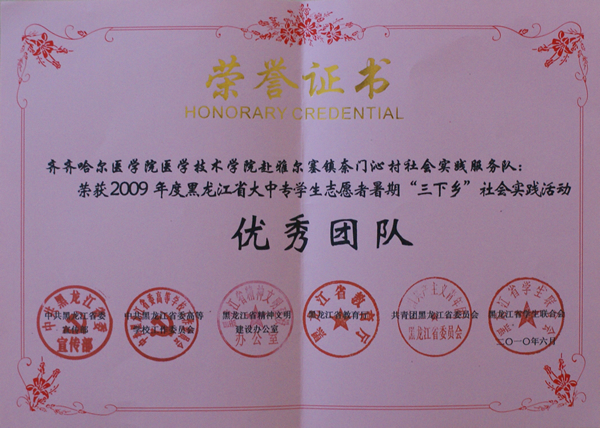 荣誉证书
HONORARY CREDENTIAL
齐齐哈尔医学院医学技术学院赴雅尔塞镇奈门沁村社会实践服务队：
荣获2009年度黑龙江省大中专学生志愿者暑期“三下乡”社会实践活动
优秀团队
中共黑龙江省委
宣传部
中共黑龙江省委高等
学校工作委员会
黑龙江省精神文明
建设办公室
黑龙江省教育厅
共青团黑龙江省委员会
黑龙江省学生联合会
二〇一〇年六月